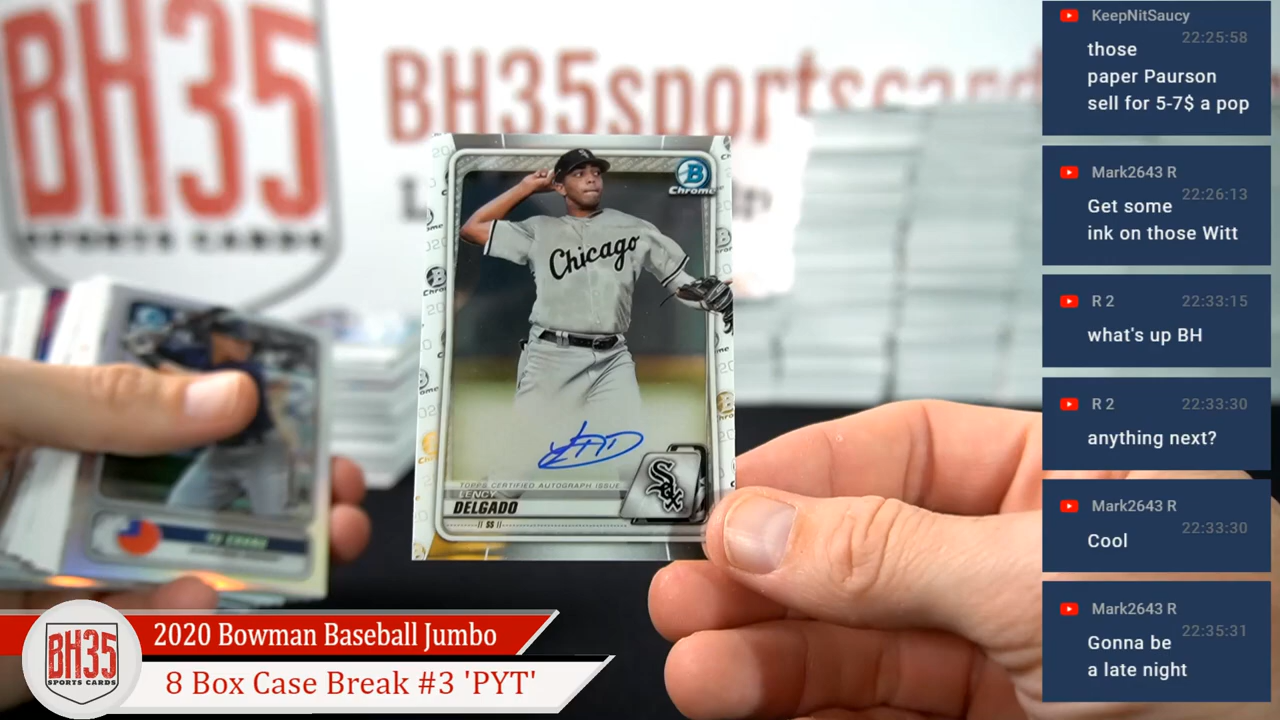 BH35
SPORTS CARDS
BH35sportscard
B
Chrome
Chicago
TOPPS CERTIFIED AUTOGRAPH ISSUE
LENCY
DELGADO
SS
Sox
BH35
SPORTS CARDS
2020 Bowman Baseball Jumbo
8 Box Case Break #3 'PYT'
KeepNitSaucy
22:25:58
those
paper Paurson
sell for 5-7$ a pop
Mark2643 R
22:26:13
Get some
ink on those Witt
R 2
22:33:15
what's up BH
R 2
22:33:30
anything next?
Mark2643 R
22:33:30
Cool
Mark2643 R
22:35:31
Gonna be
a late night